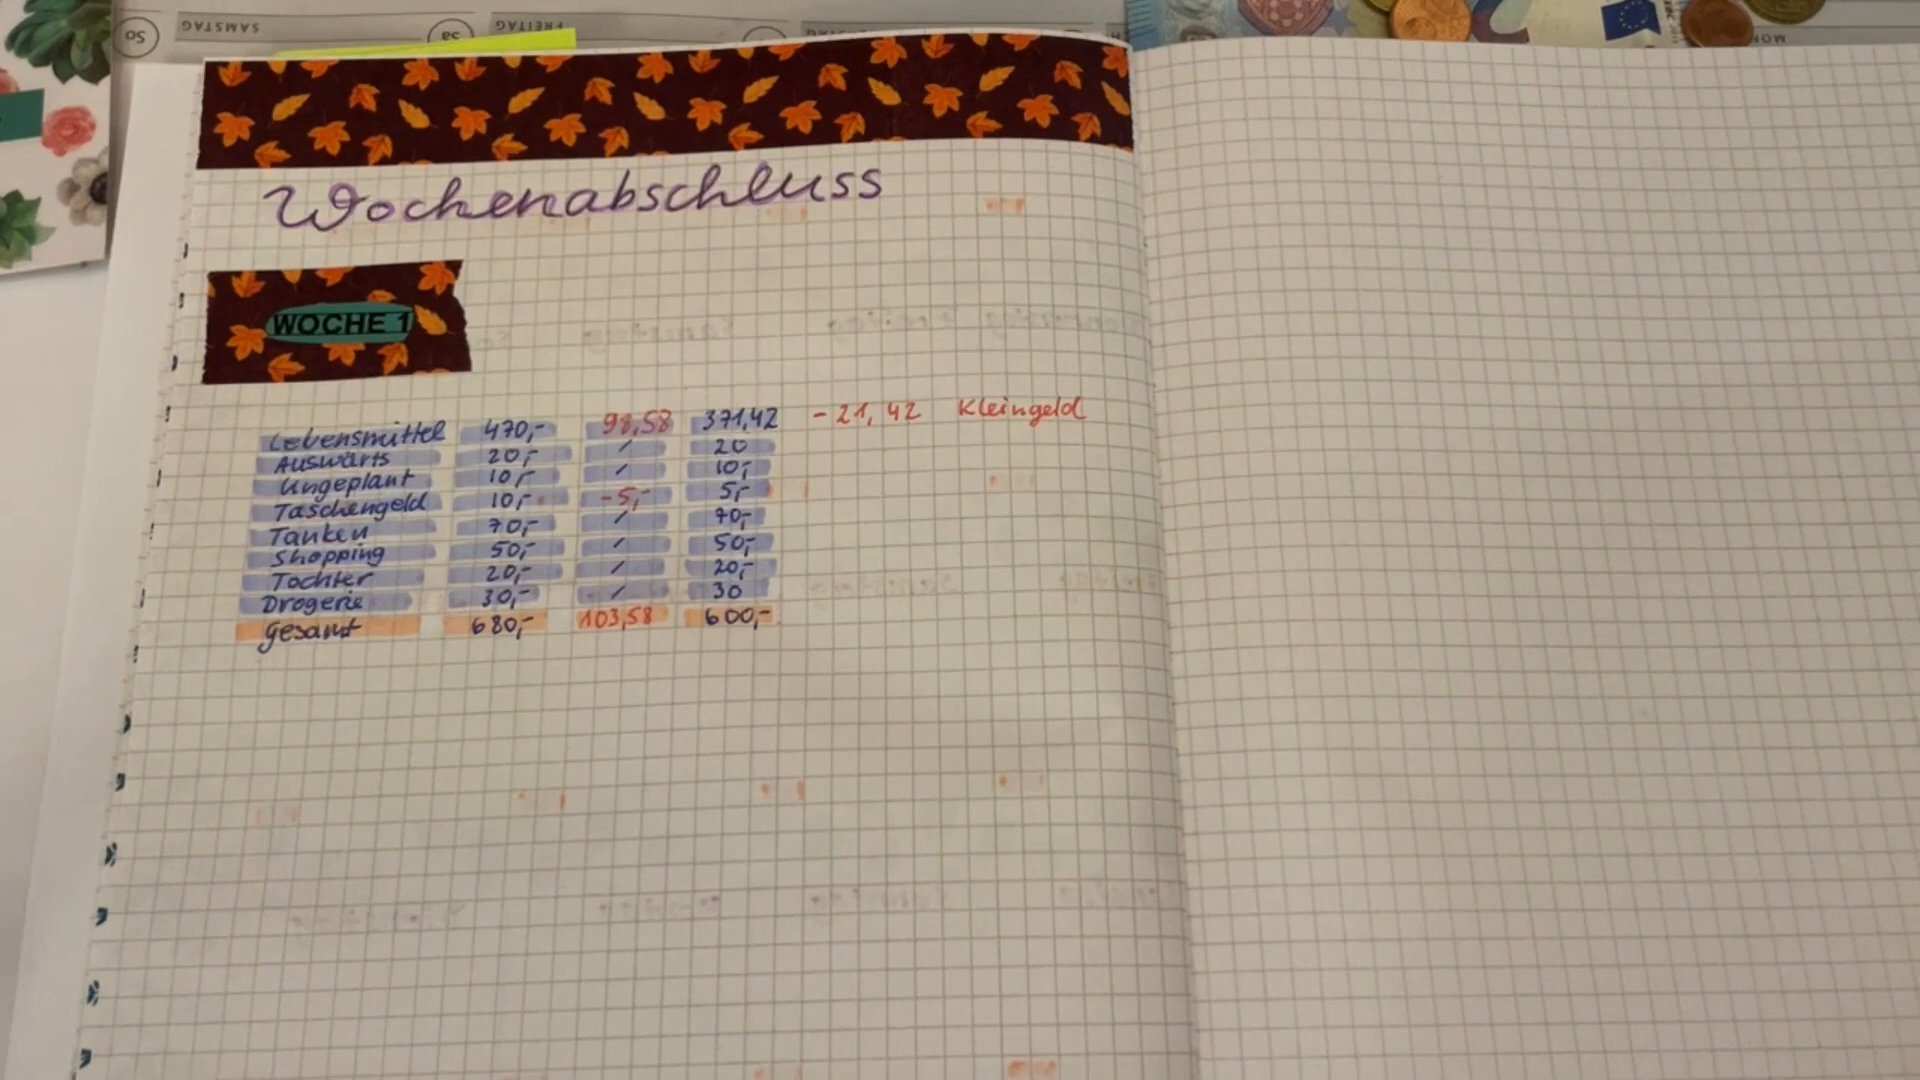 SAMSTAG
So
Sa
FREITAG
Wochenabschluss
WOCHE 1
Lebensmittel 470,- 98,58 371,42 - 21,42 Kleingeld
Auswärts 20,- / 20
Ungeplant 10,- / 10,-
Taschengeld 10,- -5,- 5,-
Tanken 70,- / 70,-
Shopping 50,- / 50,-
Tochter 20,- / 20,-
Drogerie 30,- / 30
Gesamt 680,- 103,58 600,-